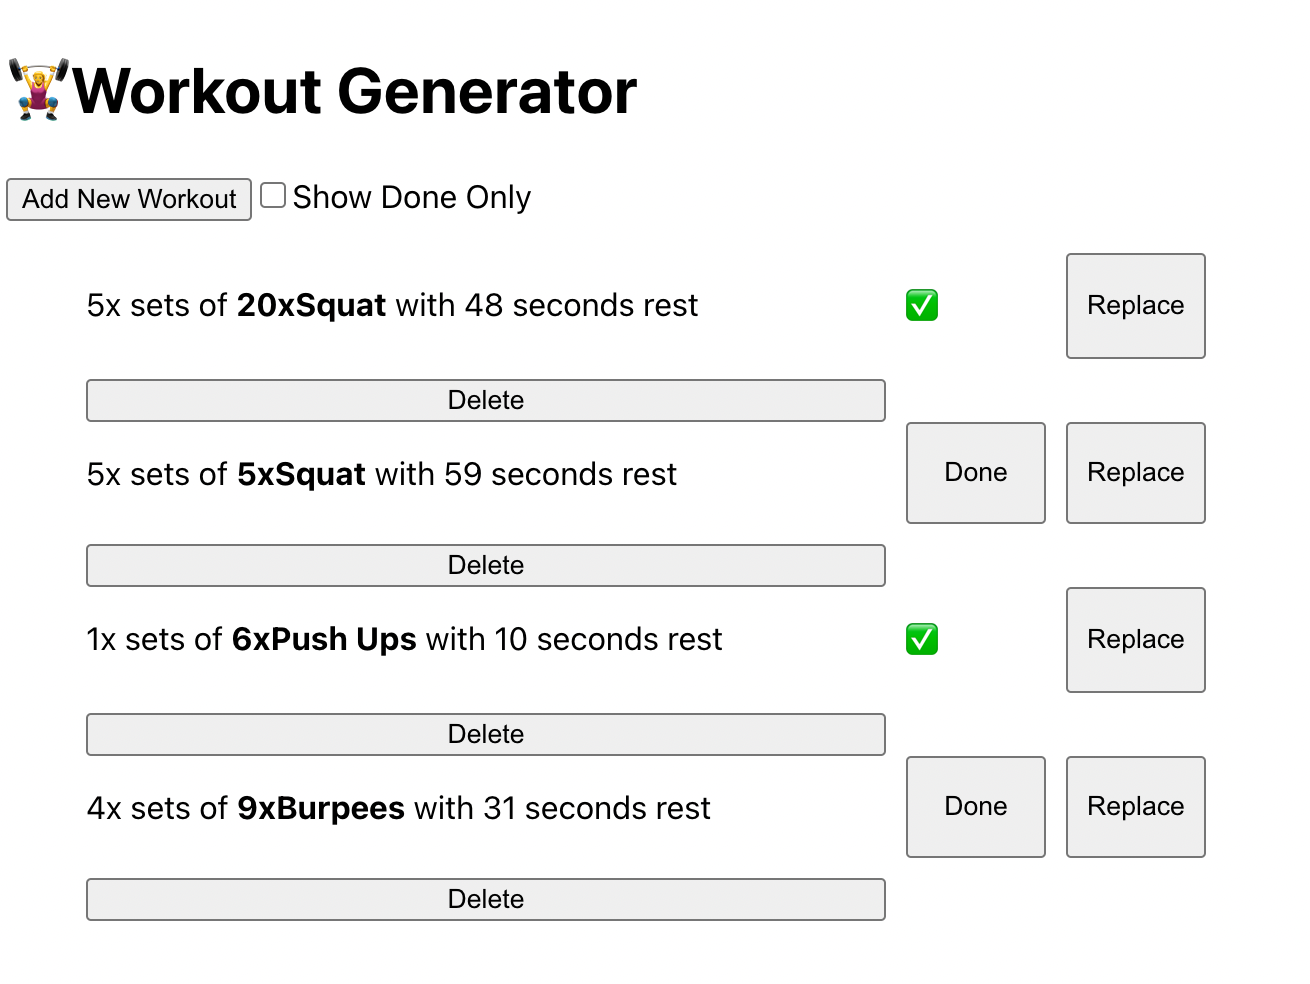 🏋️‍♀️Workout Generator
Add New Workout Show Done Only
5x sets of 20xSquat with 48 seconds rest ✅ Replace
Delete
5x sets of 5xSquat with 59 seconds rest Done Replace
Delete
1x sets of 6xPush Ups with 10 seconds rest ✅ Replace
Delete
4x sets of 9xBurpees with 31 seconds rest Done Replace
Delete